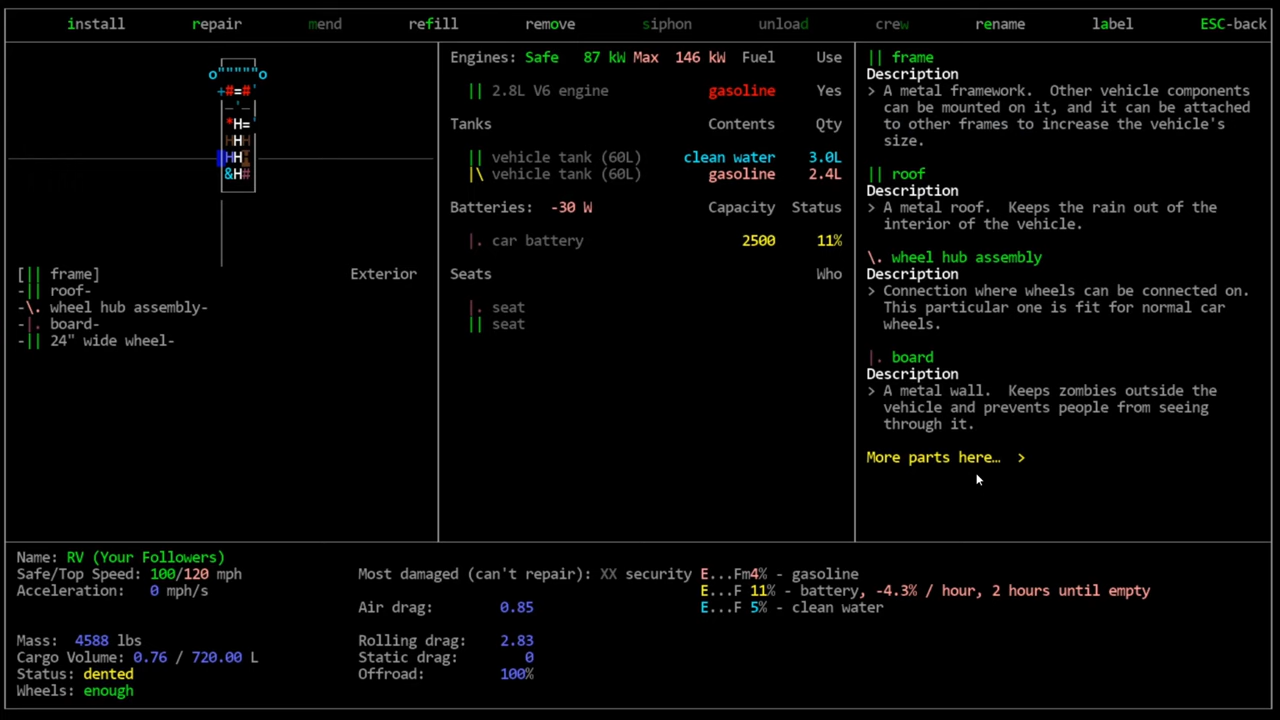 install repair mend refill remove siphon unload crew rename label ESC-back
Engines: Safe 87 kW Max 146 kW Fuel Use
|| 2.8L V6 engine gasoline Yes
Tanks Contents Qty
|| vehicle tank (60L) clean water 3.0L
|\ vehicle tank (60L) gasoline 2.4L
Batteries: -30 W Capacity Status
|. car battery 2500 11%
Seats Who
|. seat
|| seat
[|| frame] Exterior
-|| roof-
-\. wheel hub assembly-
-|. board-
-|| 24" wide wheel-
|| frame
Description
> A metal framework. Other vehicle components
can be mounted on it, and it can be attached
to other frames to increase the vehicle's
size.
|| roof
Description
> A metal roof. Keeps the rain out of the
interior of the vehicle.
\. wheel hub assembly
Description
> Connection where wheels can be connected on.
This particular one is fit for normal car
wheels.
|. board
Description
> A metal wall. Keeps zombies outside the
vehicle and prevents people from seeing
through it.
More parts here… >
Name: RV (Your Followers)
Safe/Top Speed: 100/120 mph
Acceleration: 0 mph/s
Mass: 4588 lbs
Cargo Volume: 0.76 / 720.00 L
Status: dented
Wheels: enough
Most damaged (can't repair): XX security
Air drag: 0.85
Rolling drag: 2.83
Static drag: 0
Offroad: 100%
E...Fm4% - gasoline
E...F 11% - battery, -4.3% / hour, 2 hours until empty
E...F 5% - clean water